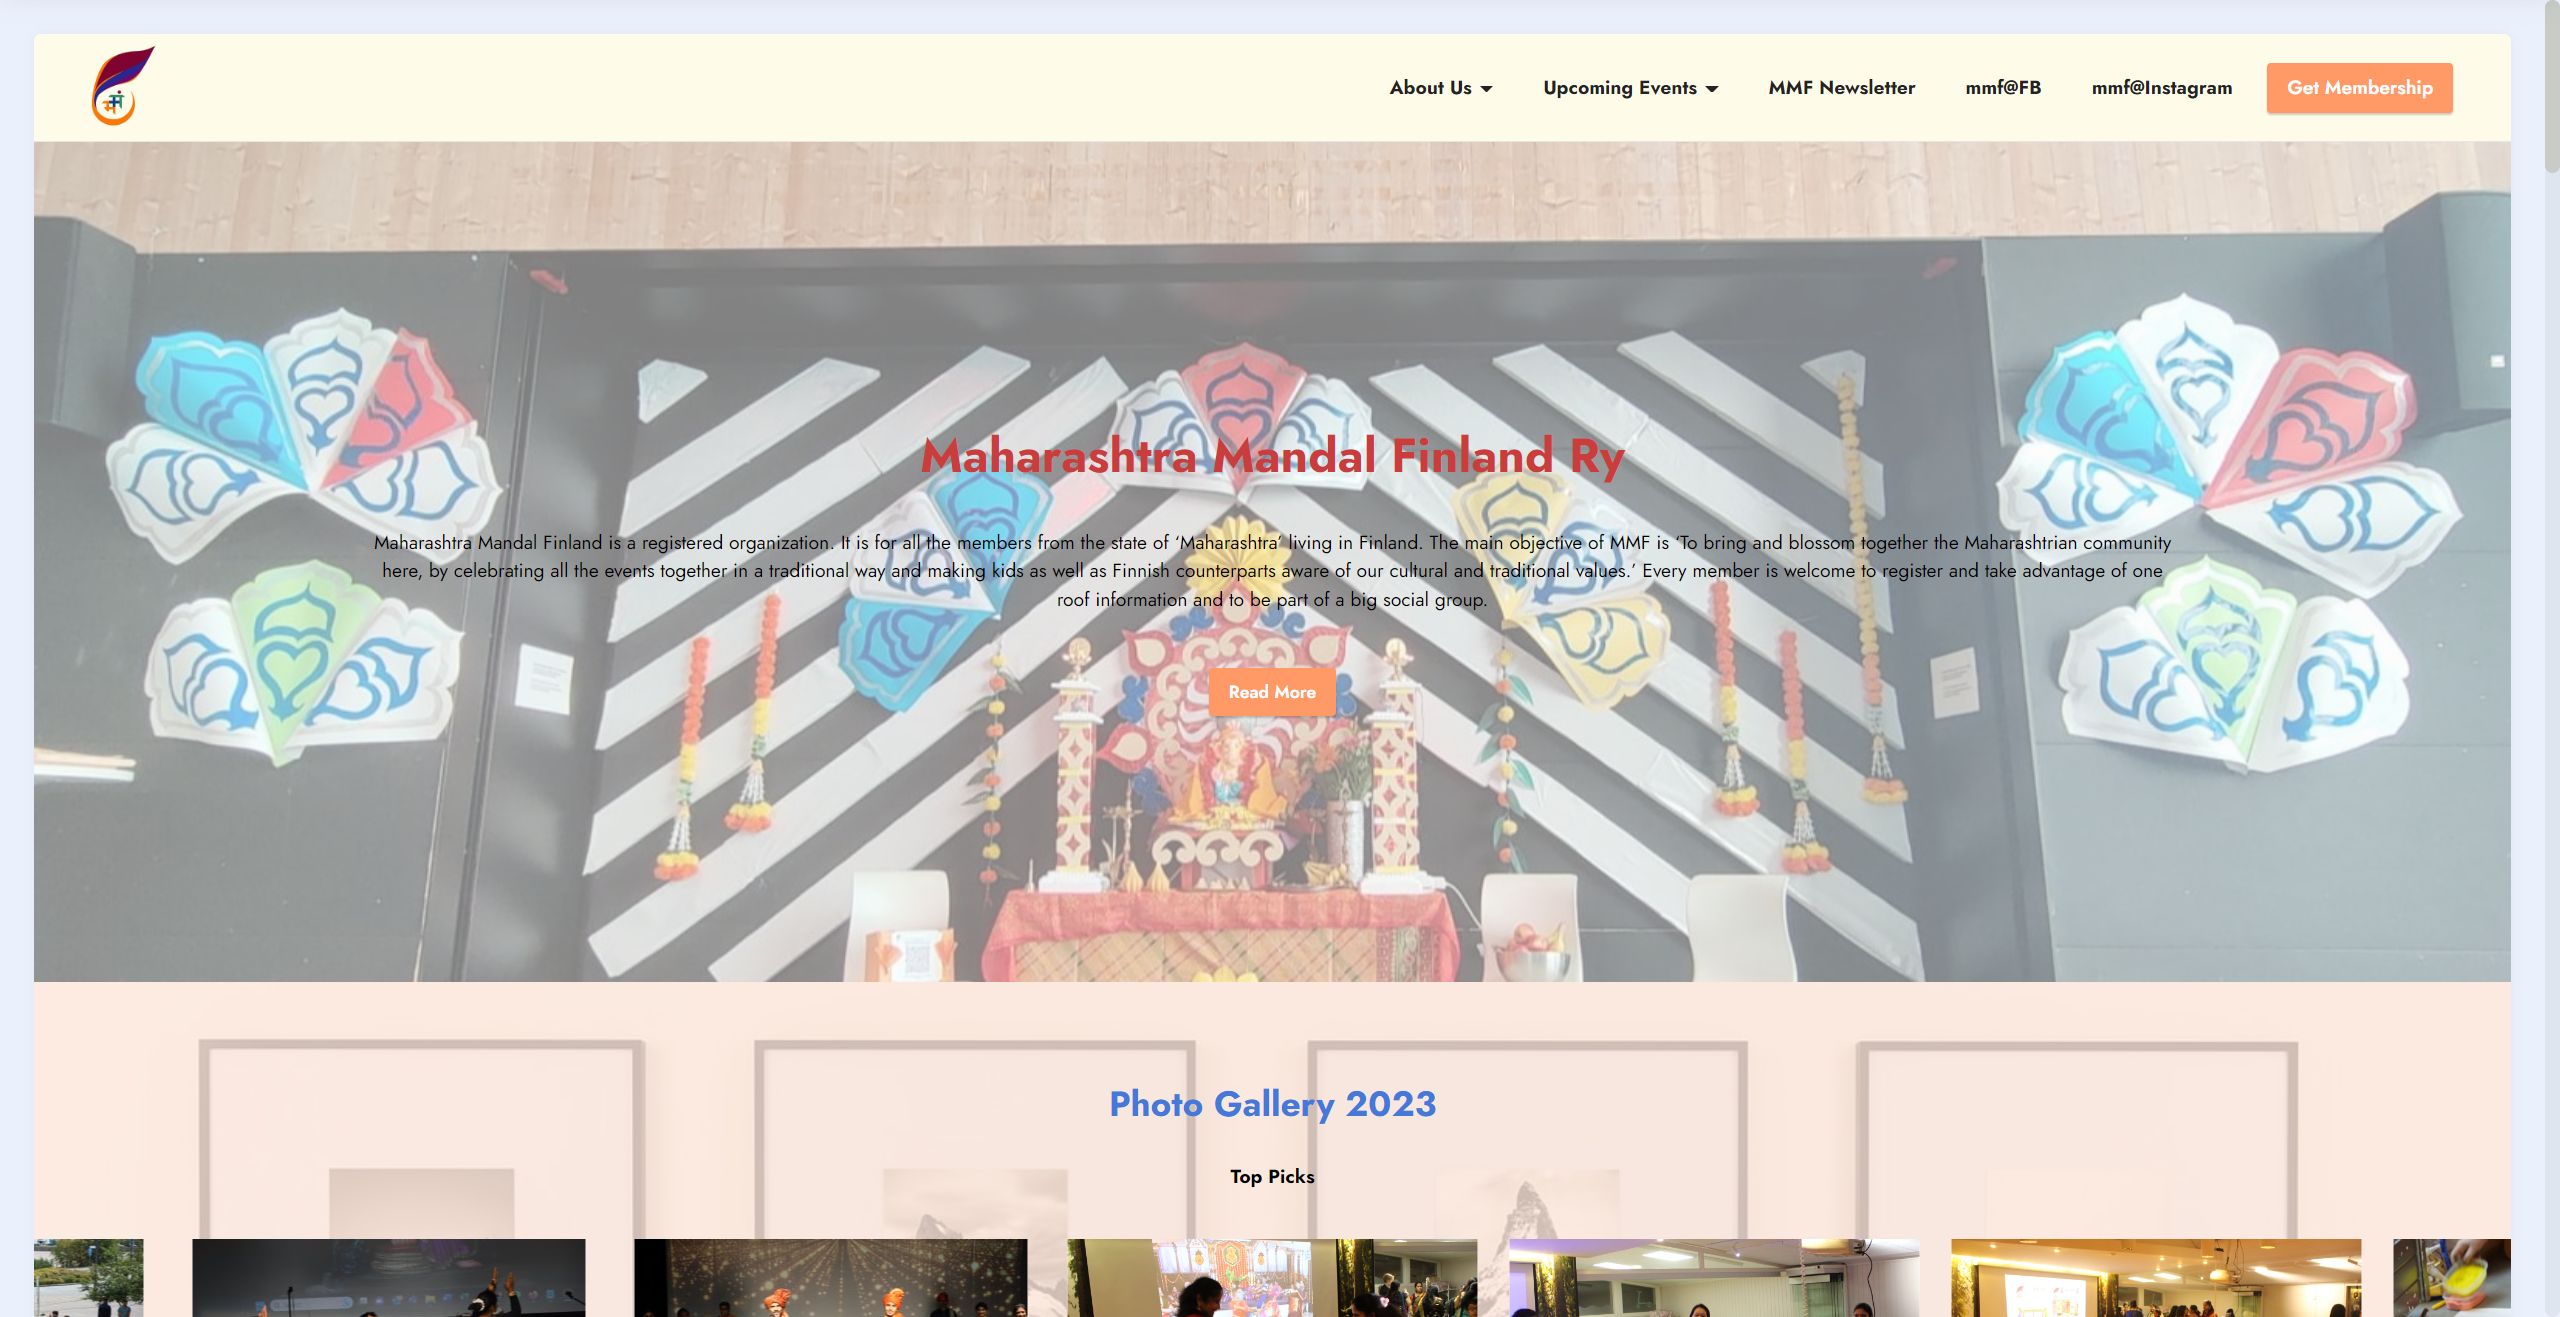 मंम
About Us
Upcoming Events
MMF Newsletter
mmf@FB
mmf@Instagram
Get Membership
Maharashtra Mandal Finland Ry
Maharashtra Mandal Finland is a registered organization. It is for all the members from the state of ‘Maharashtra’ living in Finland. The main objective of MMF is ‘To bring and blossom together the Maharashtrian community
here, by celebrating all the events together in a traditional way and making kids as well as Finnish counterparts aware of our cultural and traditional values.’ Every member is welcome to register and take advantage of one
roof information and to be part of a big social group.
Read More
Photo Gallery 2023
Top Picks